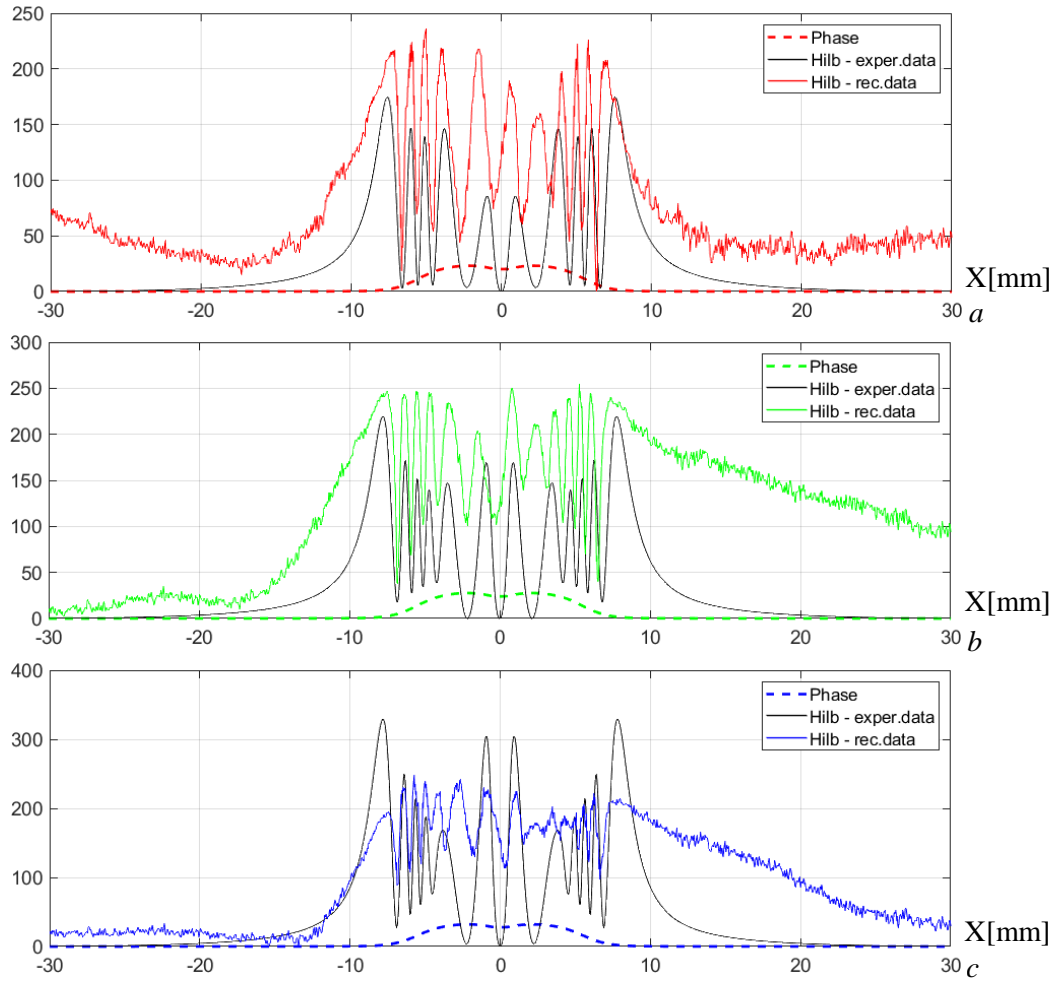 250
200
150
100
50
0
Phase
Hilb - exper.data
Hilb - rec.data
-30 -20 -10 0 10 20 30
X[mm]
a
300
250
200
150
100
50
0
Phase
Hilb - exper.data
Hilb - rec.data
-30 -20 -10 0 10 20 30
X[mm]
b
400
300
200
100
0
Phase
Hilb - exper.data
Hilb - rec.data
-30 -20 -10 0 10 20 30
X[mm]
c